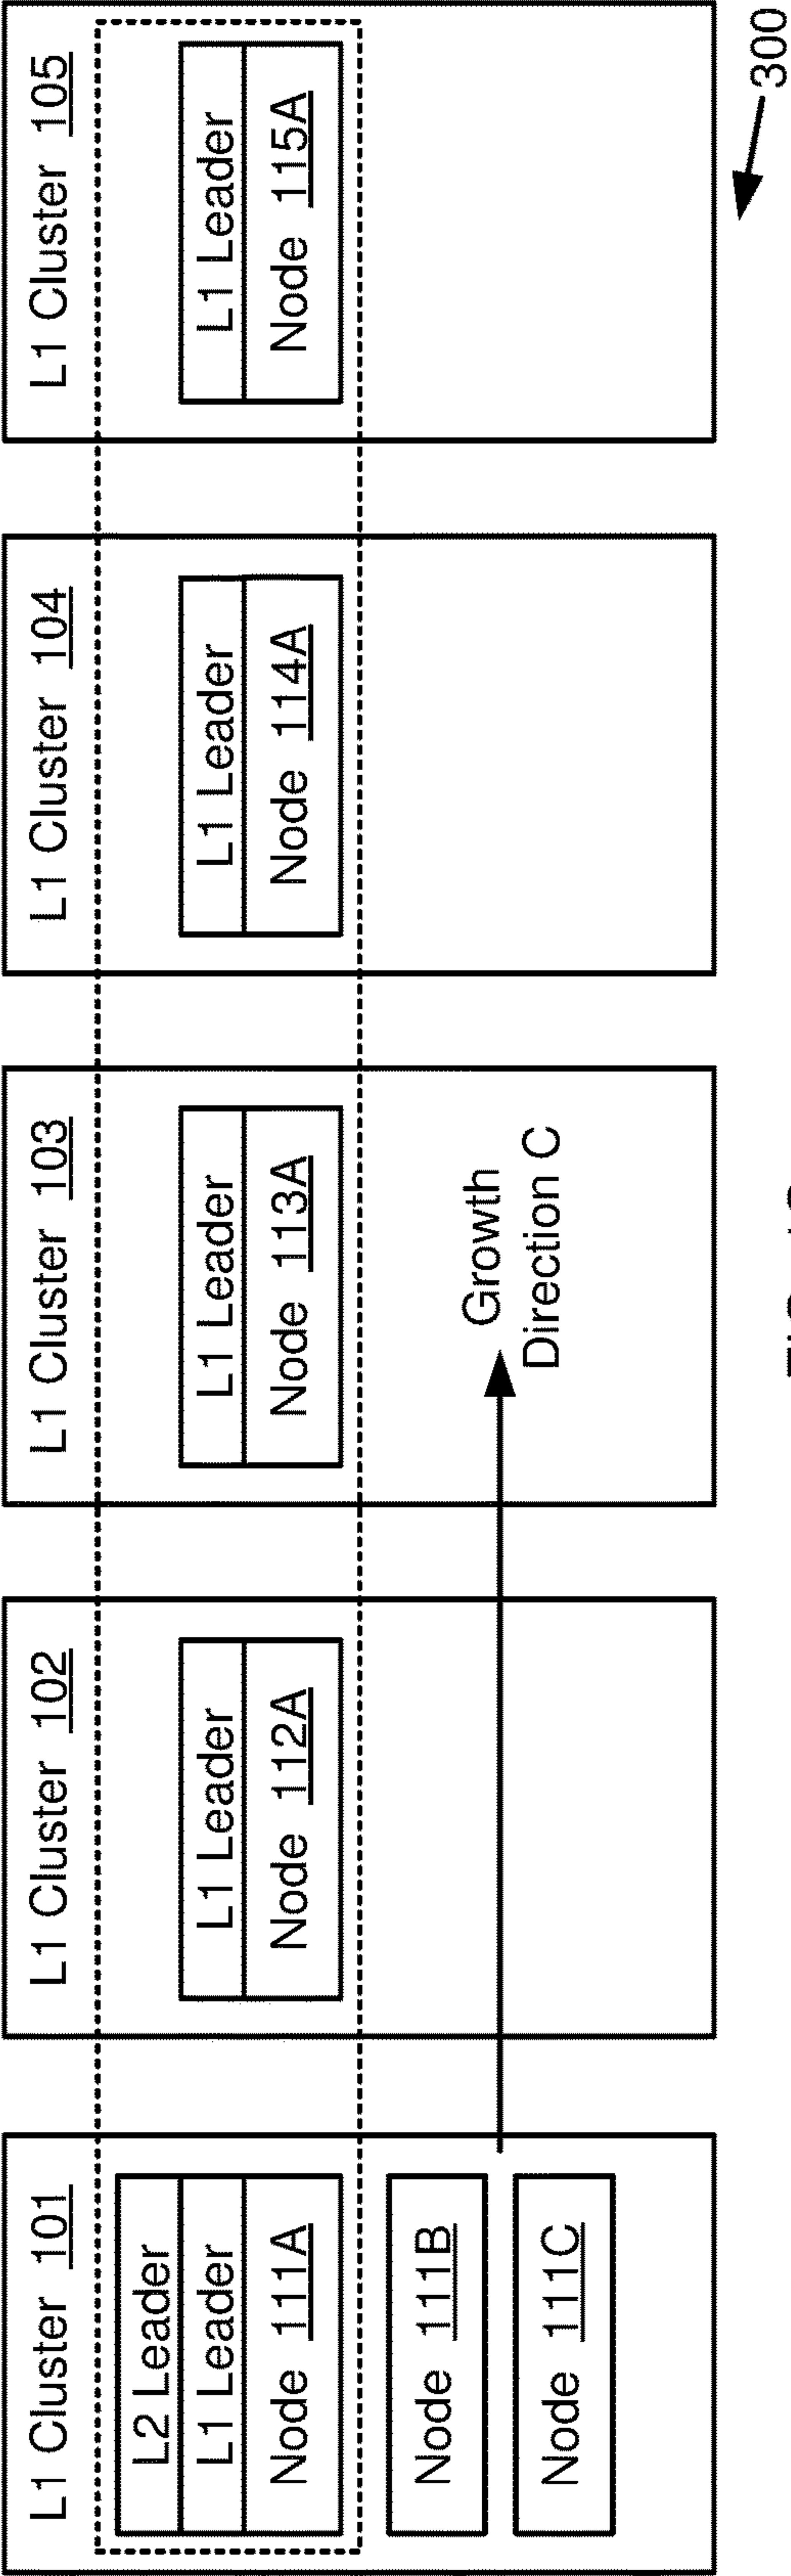 L1 Cluster 101
L2 Leader
L1 Leader
Node 111A
Node 111B
Node 111C
L1 Cluster 102
L1 Leader
Node 112A
L1 Cluster 103
L1 Leader
Node 113A
Growth
Direction C
L1 Cluster 104
L1 Leader
Node 114A
L1 Cluster 105
L1 Leader
Node 115A
300